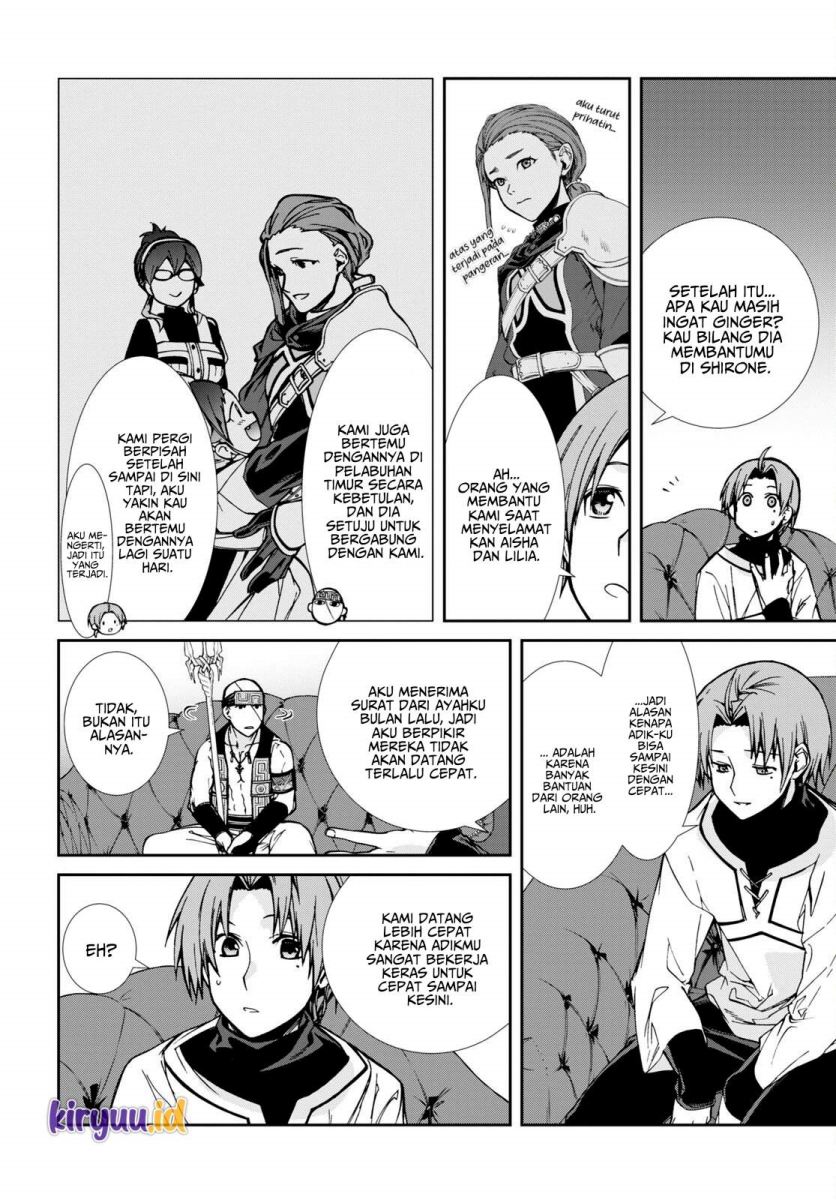 SETELAH ITU...
APA KAU MASIH
INGAT GINGER?
KAU BILANG DIA
MEMBANTUMU
DI SHIRONE.
aku turut
prihatin...
atas yang
terjadi pada
pangeran...
AH...
ORANG YANG
MEMBANTU
KAMI SAAT
MENYELAMAT
KAN AISHA
DAN LILIA.
KAMI JUGA
BERTEMU
DENGANNYA DI
PELABUHAN
TIMUR SECARA
KEBETULAN,
DAN DIA
SETUJU UNTUK
BERGABUNG
DENGAN KAMI.
KAMI PERGI
BERPISAH
SETELAH
SAMPAI DI SINI
TAPI, AKU
YAKIN KAU
AKAN
BERTEMU
DENGANNYA
LAGI SUATU
HARI.
AKU ME-
NGERTI,
JADI ITU
YANG
TERJADI.
...JADI
ALASAN
KENAPA
ADIK-KU
BISA
SAMPAI
KESINI
DENGAN
CEPAT...
... ADALAH
KARENA
BANYAK
BANTUAN
DARI ORANG
LAIN, HUH.
AKU MENERIMA
SURAT DARI AYAHKU
BULAN LALU, JADI
AKU BERPIKIR
MEREKA TIDAK
AKAN DATANG
TERLALU CEPAT.
TIDAK,
BUKAN ITU
ALASAN-
NYA.
KAMI DATANG
LEBIH CEPAT
KARENA ADIKMU
SANGAT BEKERJA
KERAS UNTUK
CEPAT SAMPAI
KESINI.
EH?
kiryuu.id